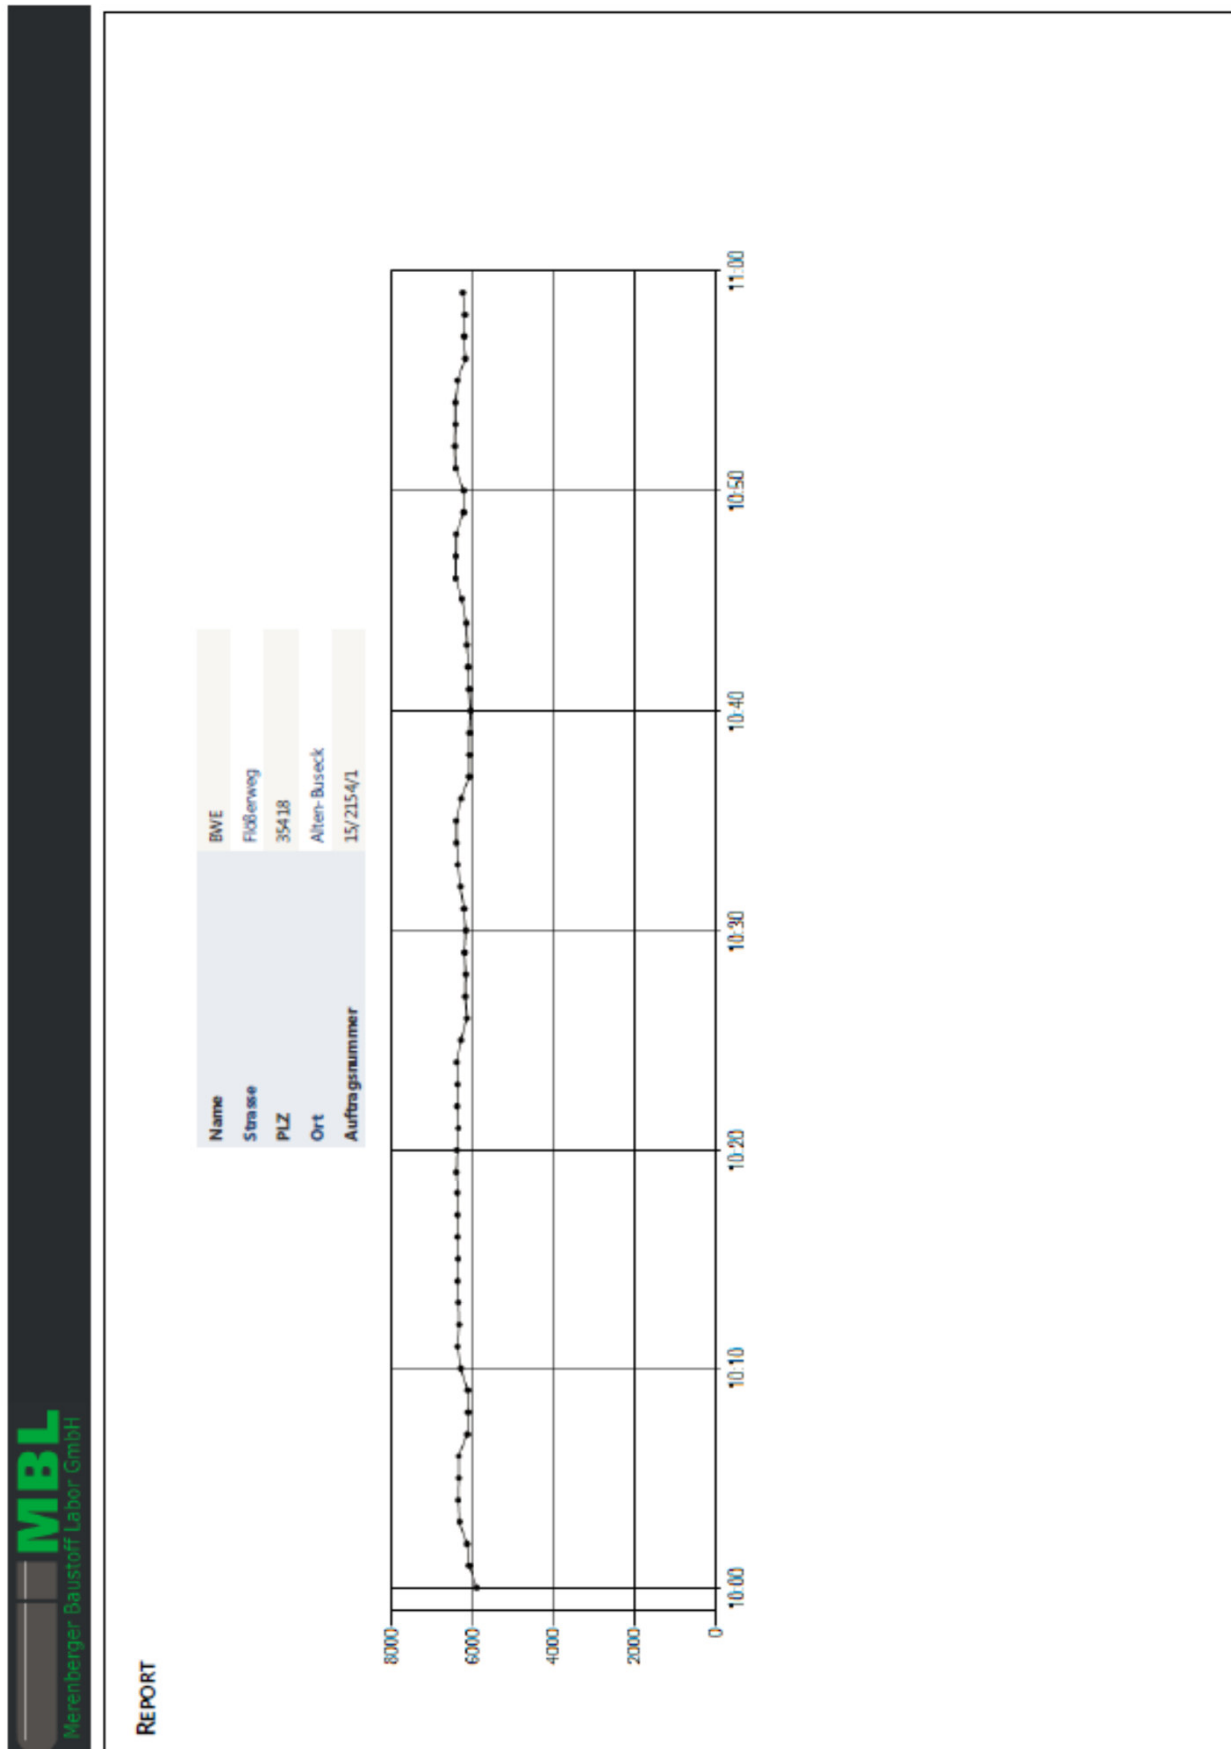 MBL
Merenberger Baustoff Labor GmbH
REPORT
Name BWE
Strasse Flößerweg
PLZ 35418
Ort Alten-Buseck
Auftragsnummer 15/2154/1
8000
6000
4000
2000
0
10:00 10:10 10:20 10:30 10:40 10:50 11:00